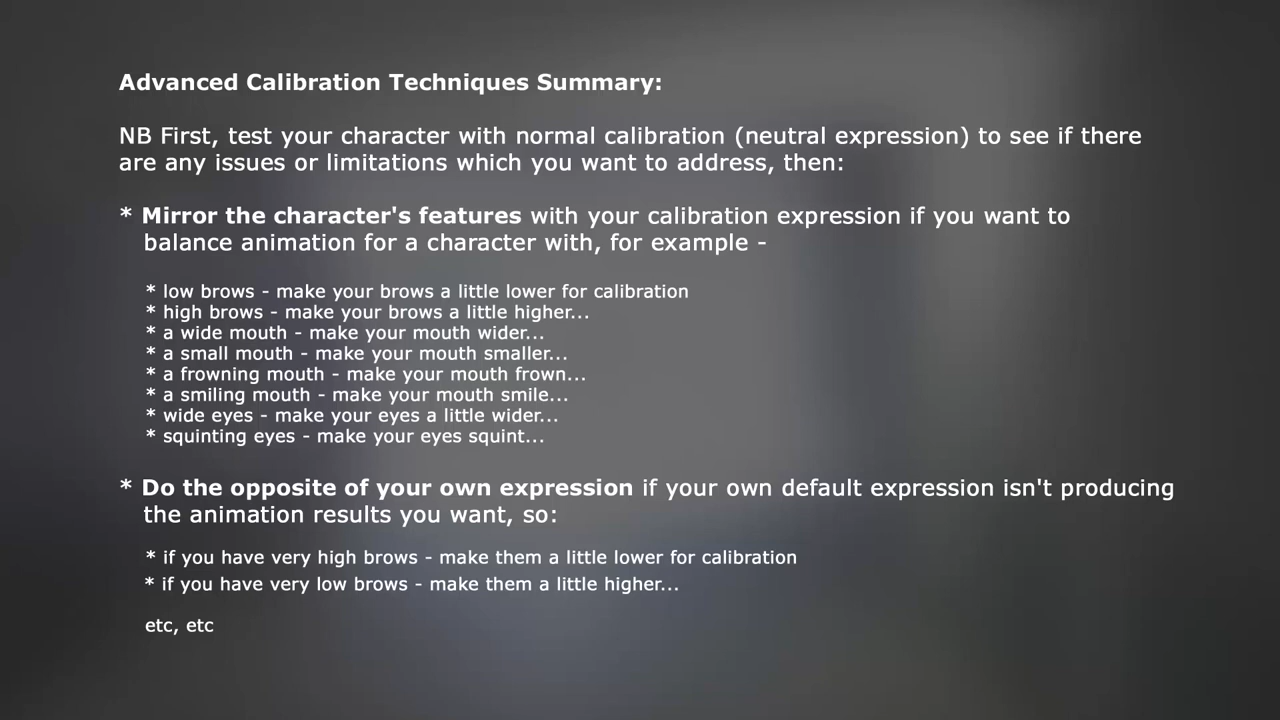 Advanced Calibration Techniques Summary:
NB First, test your character with normal calibration (neutral expression) to see if there
are any issues or limitations which you want to address, then:
* Mirror the character's features with your calibration expression if you want to
balance animation for a character with, for example -
* low brows - make your brows a little lower for calibration
* high brows - make your brows a little higher...
* a wide mouth - make your mouth wider...
* a small mouth - make your mouth smaller...
* a frowning mouth - make your mouth frown...
* a smiling mouth - make your mouth smile...
* wide eyes - make your eyes a little wider...
* squinting eyes - make your eyes squint...
* Do the opposite of your own expression if your own default expression isn't producing
the animation results you want, so:
* if you have very high brows - make them a little lower for calibration
* if you have very low brows - make them a little higher...
etc, etc